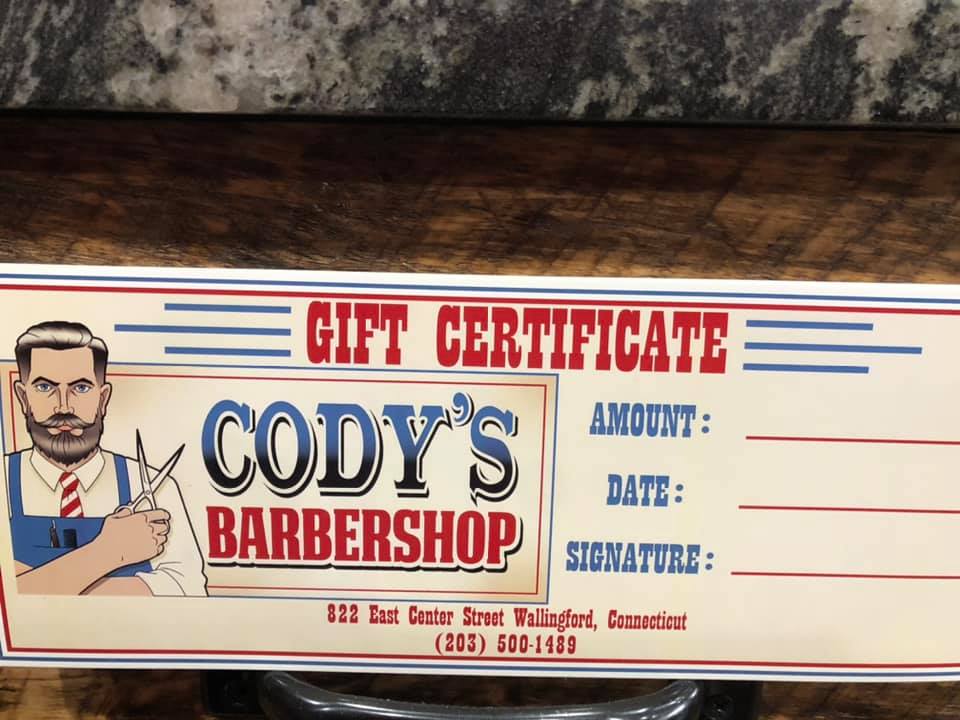 GIFT CERTIFICATE
CODY'S
BARBERSHOP
AMOUNT:
DATE:
SIGNATURE:
822 East Center Street Wallingford, Connecticut
(203) 500-1489